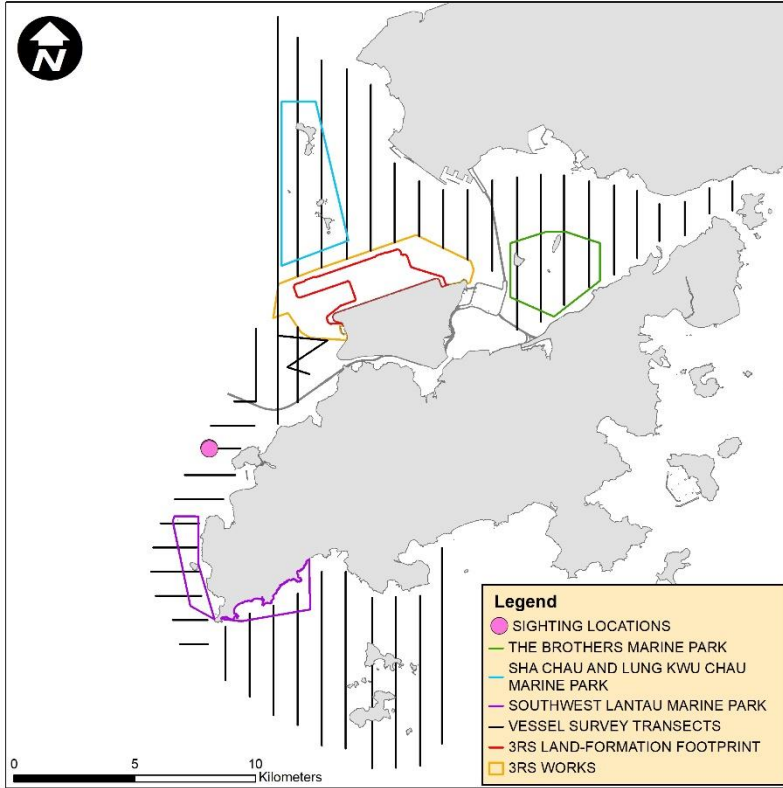 N
Legend
SIGHTING LOCATIONS
THE BROTHERS MARINE PARK
SHA CHAU AND LUNG KWU CHAU
MARINE PARK
SOUTHWEST LANTAU MARINE PARK
VESSEL SURVEY TRANSECTS
3RS LAND-FORMATION FOOTPRINT
3RS WORKS
0 5 10
Kilometers